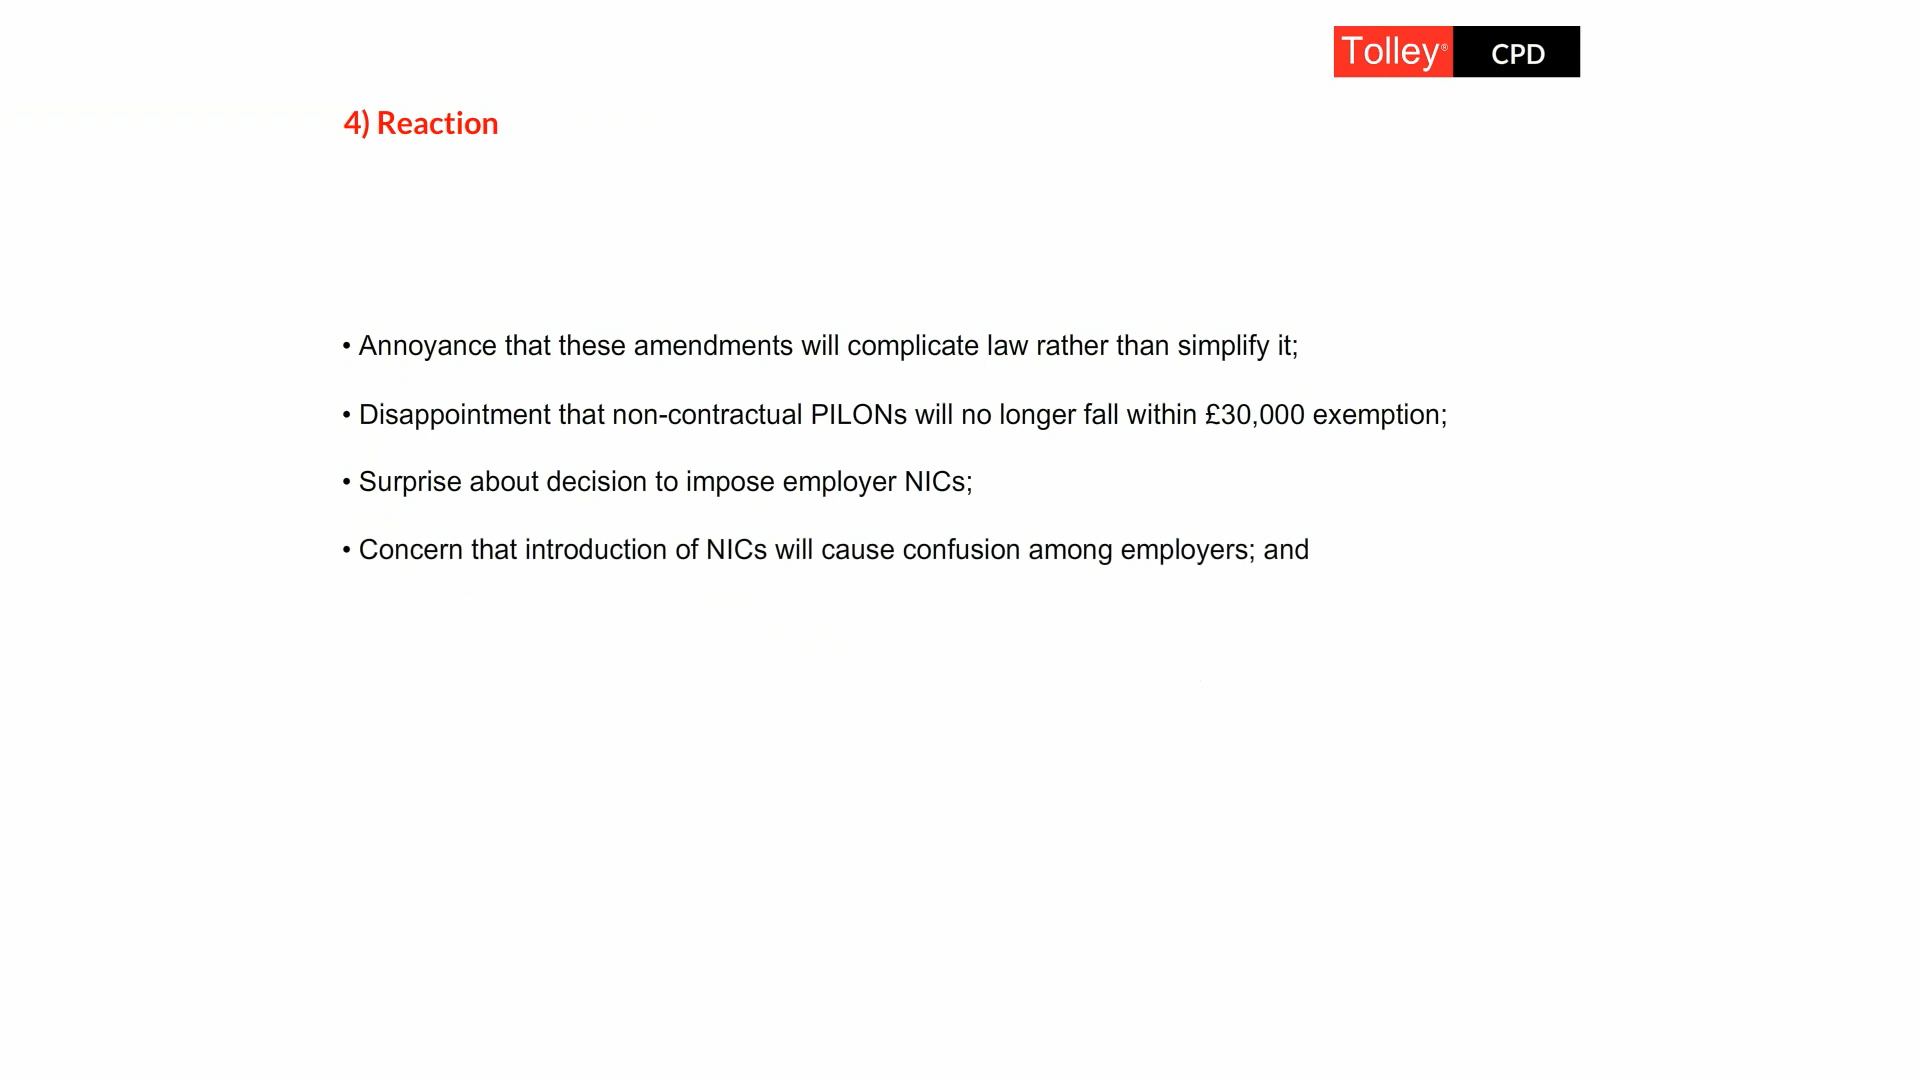 Tolley® CPD
4) Reaction
• Annoyance that these amendments will complicate law rather than simplify it;
• Disappointment that non-contractual PILONs will no longer fall within £30,000 exemption;
• Surprise about decision to impose employer NICs;
• Concern that introduction of NICs will cause confusion among employers; and